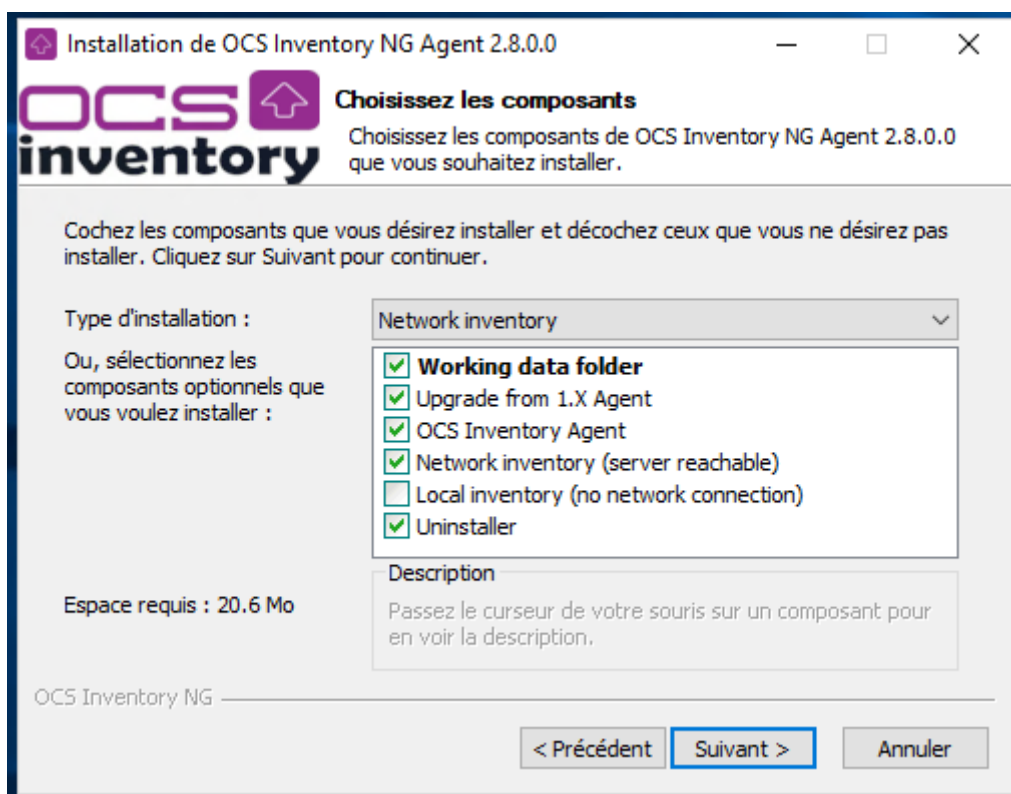 Installation de OCS Inventory NG Agent 2.8.0.0
OCS
inventory
Choisissez les composants
Choisissez les composants de OCS Inventory NG Agent 2.8.0.0
que vous souhaitez installer.
Cochez les composants que vous désirez installer et décochez ceux que vous ne désirez pas
installer. Cliquez sur Suivant pour continuer.
Type d'installation :
Network inventory
Ou, sélectionnez les
composants optionnels que
vous voulez installer :
Working data folder
Upgrade from 1.X Agent
OCS Inventory Agent
Network inventory (server reachable)
Local inventory (no network connection)
Uninstaller
Espace requis : 20.6 Mo
Description
Passez le curseur de votre souris sur un composant pour
en voir la description.
OCS Inventory NG
< Précédent
Suivant >
Annuler